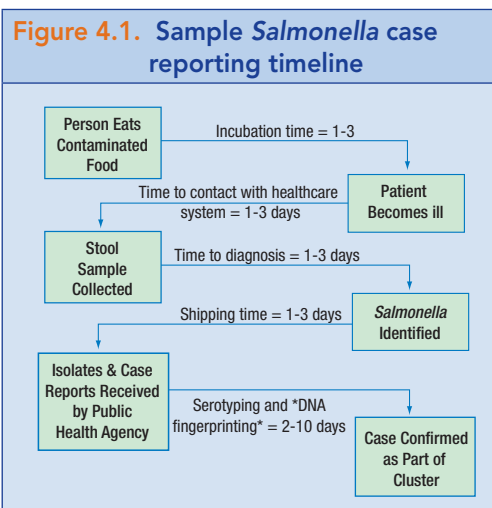 Figure 4.1. Sample Salmonella case
reporting timeline
Person Eats
Contaminated
Food
Incubation time = 1-3
Patient
Becomes ill
Time to contact with healthcare
system = 1-3 days
Stool
Sample
Collected
Time to diagnosis = 1-3 days
Salmonella
Identified
Shipping time = 1-3 days
Isolates & Case
Reports Received
by Public
Health Agency
Serotyping and *DNA
fingerprinting* = 2-10 days
Case Confirmed
as Part of
Cluster